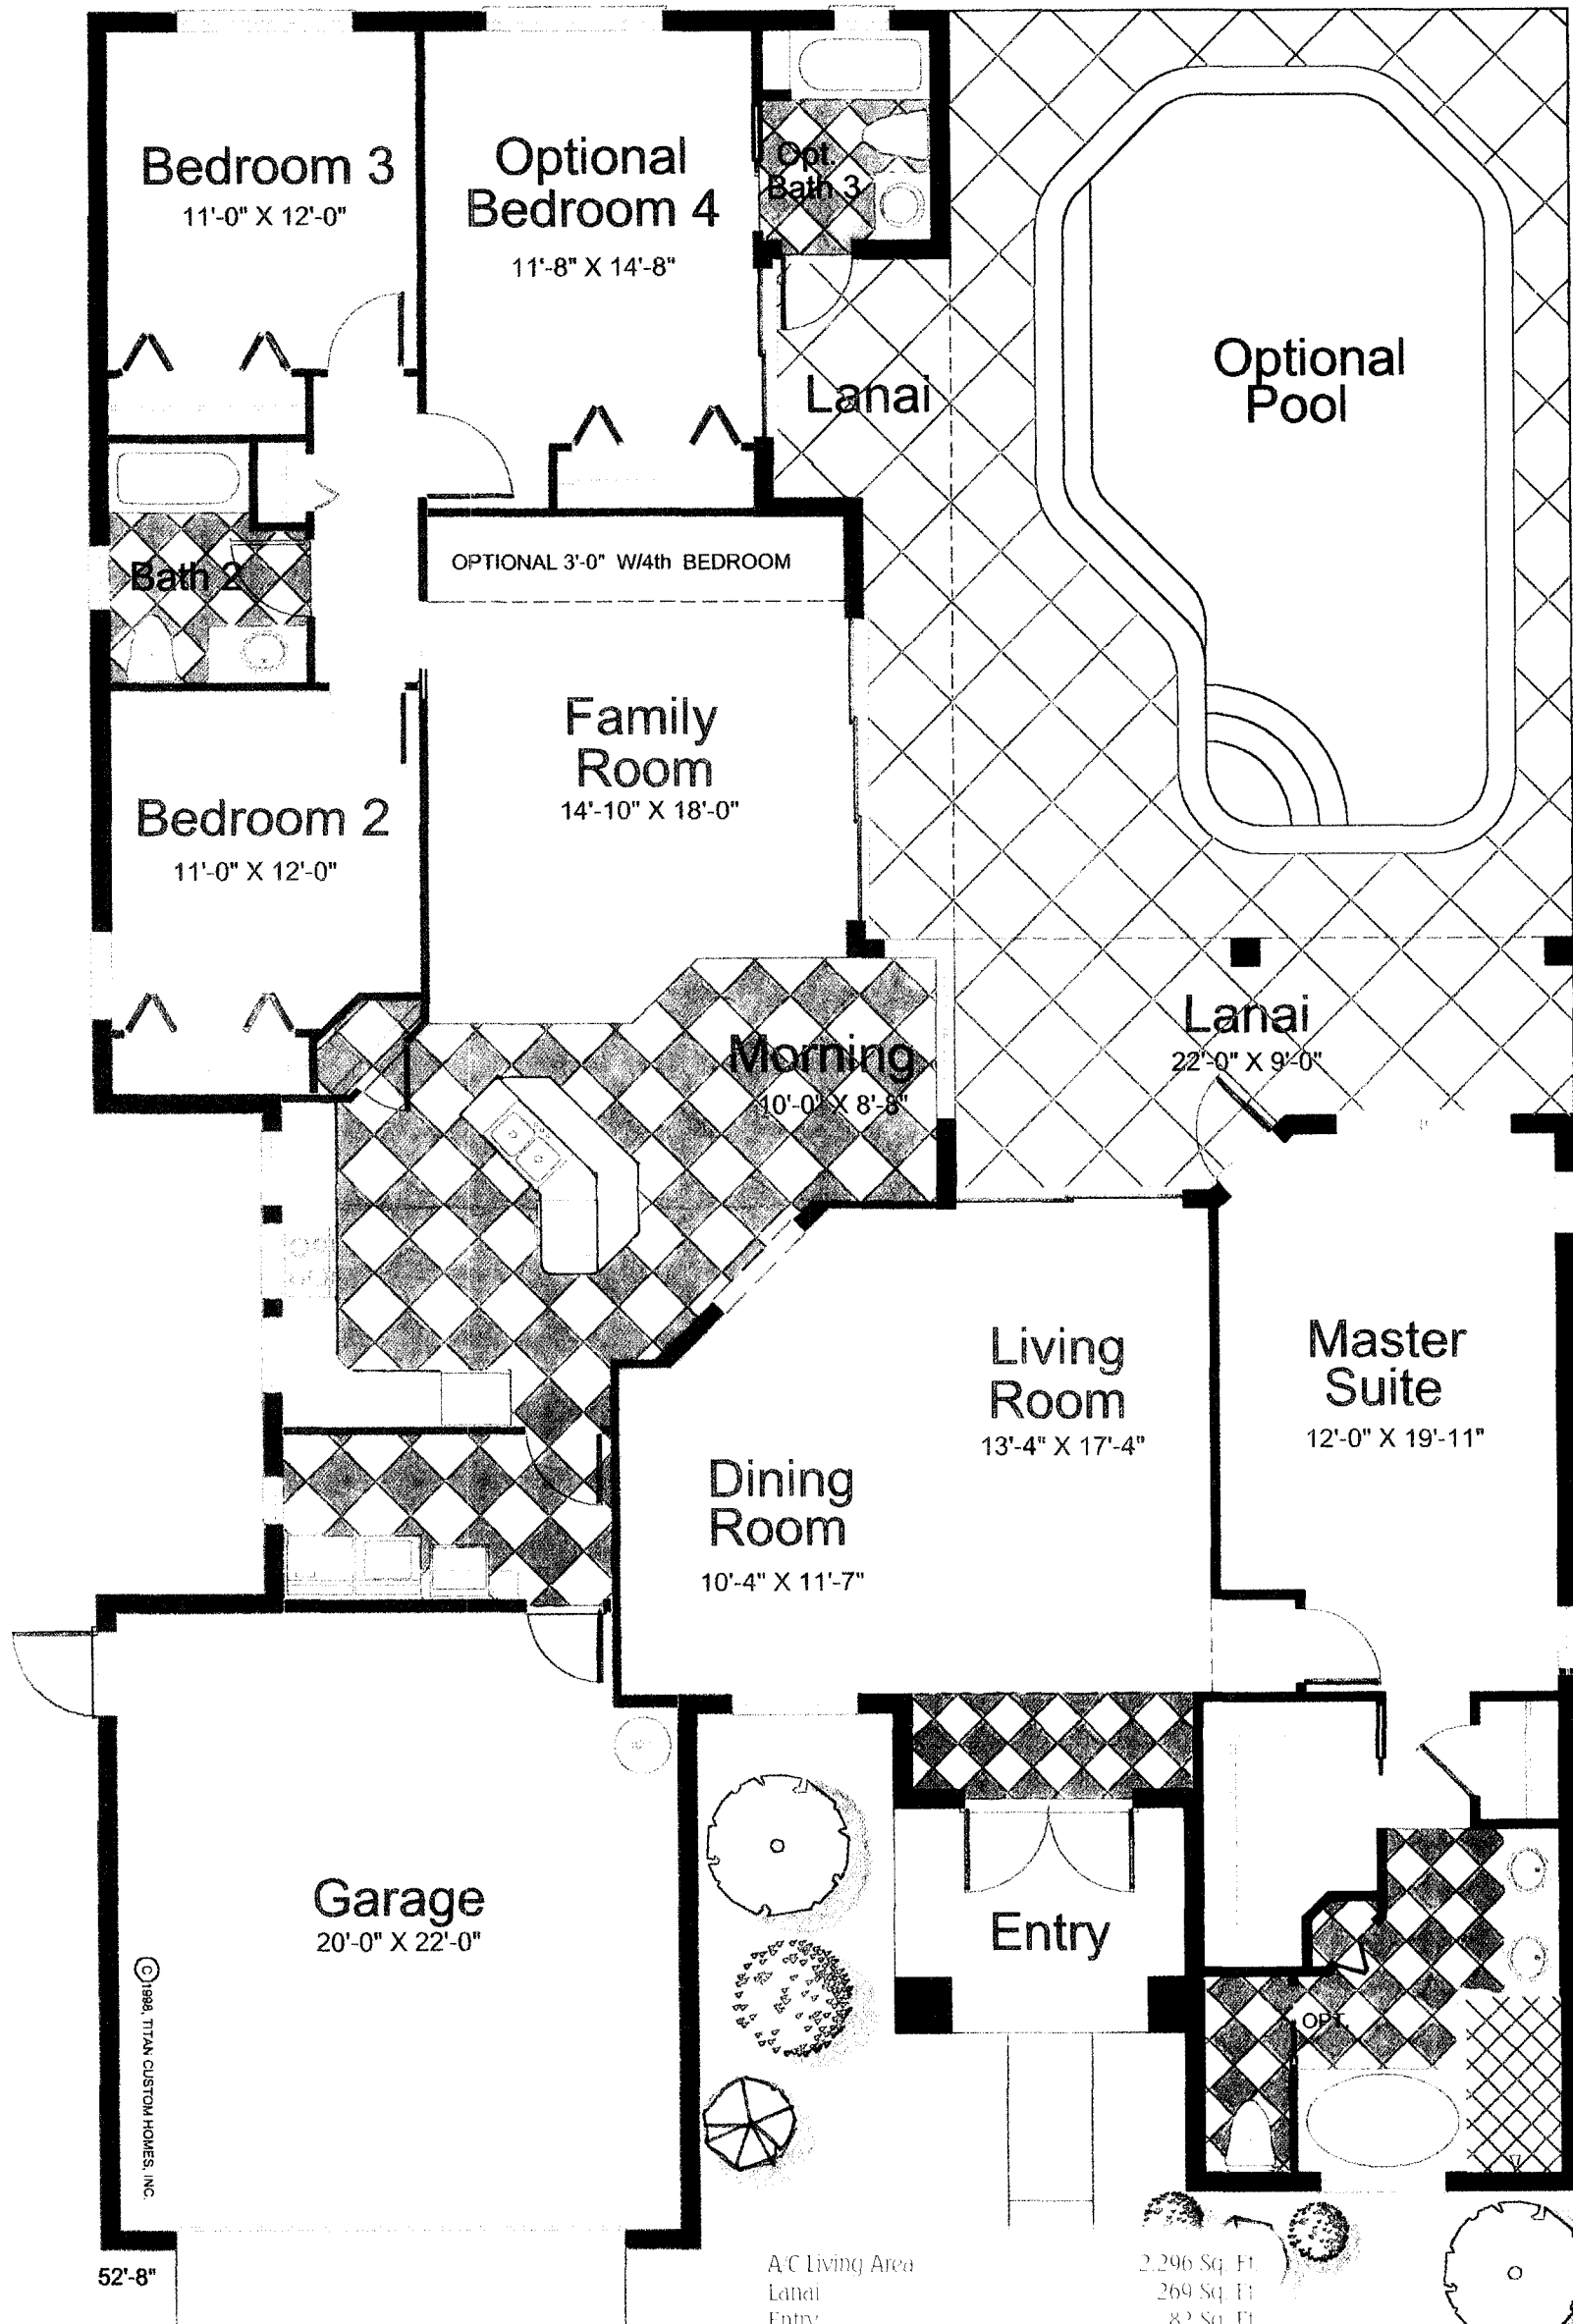 Bedroom 3
11'-0" X 12'-0"
Optional
Bedroom 4
11'-8" X 14'-8"
Opt.
Bath 3
Lanai
Optional
Pool
Bath 2
OPTIONAL 3'-0" W/4th BEDROOM
Family
Room
14'-10" X 18'-0"
Bedroom 2
11'-0" X 12'-0"
Morning
10'-0" X 8'-8"
Lanai
22'-0" X 9'-0"
Living
Room
13'-4" X 17'-4"
Master
Suite
12'-0" X 19'-11"
Dining
Room
10'-4" X 11'-7"
Garage
20'-0" X 22'-0"
Entry
OPT.
©1998, TITAN CUSTOM HOMES, INC.
52'-8"
A/C Living Area 2,296 Sq. Ft.
Lanai 269 Sq. Ft
Entry 82 Sq. Ft.